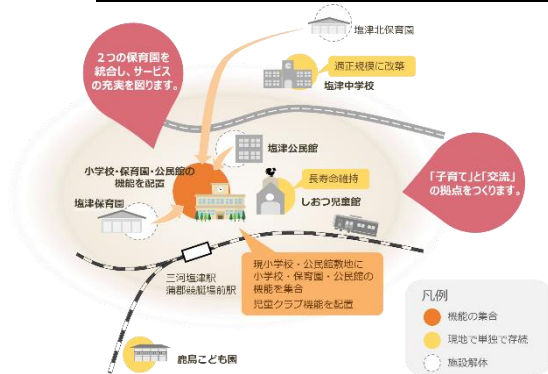 塩津北保育園
2つの保育園を
統合し、サービス
の充実を図ります。
適正規模に改築
塩津中学校
塩津公民館
小学校・保育園・公民館の
機能を配置
長寿命維持
しおつ児童館
「子育て」と「交流」
の拠点をつくります。
塩津保育園
現小学校・公民館敷地に
小学校・保育園・公民館の
機能を集合
児童クラブ機能を配置
三河塩津駅
蒲郡競艇場前駅
鹿島こども園
凡例
機能の集合
現地で単独で存続
施設解体